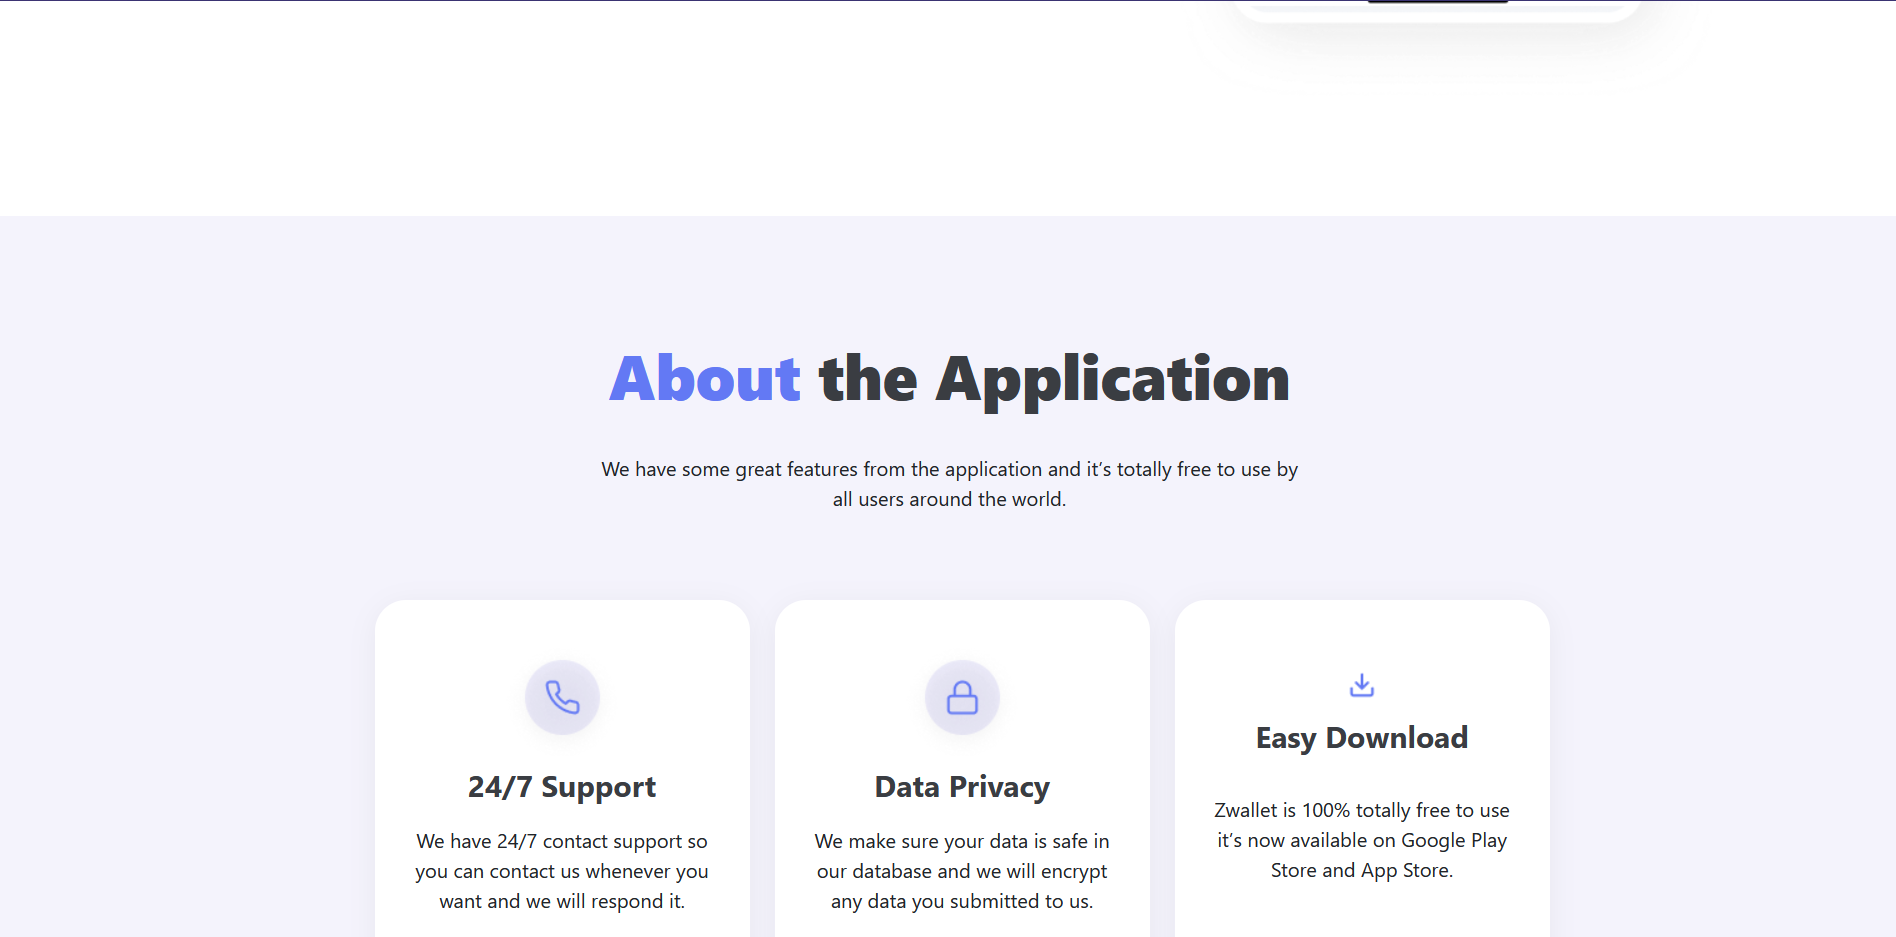 About the Application
We have some great features from the application and it’s totally free to use by
all users around the world.
24/7 Support
We have 24/7 contact support so
you can contact us whenever you
want and we will respond it.
Data Privacy
We make sure your data is safe in
our database and we will encrypt
any data you submitted to us.
Easy Download
Zwallet is 100% totally free to use
it’s now available on Google Play
Store and App Store.